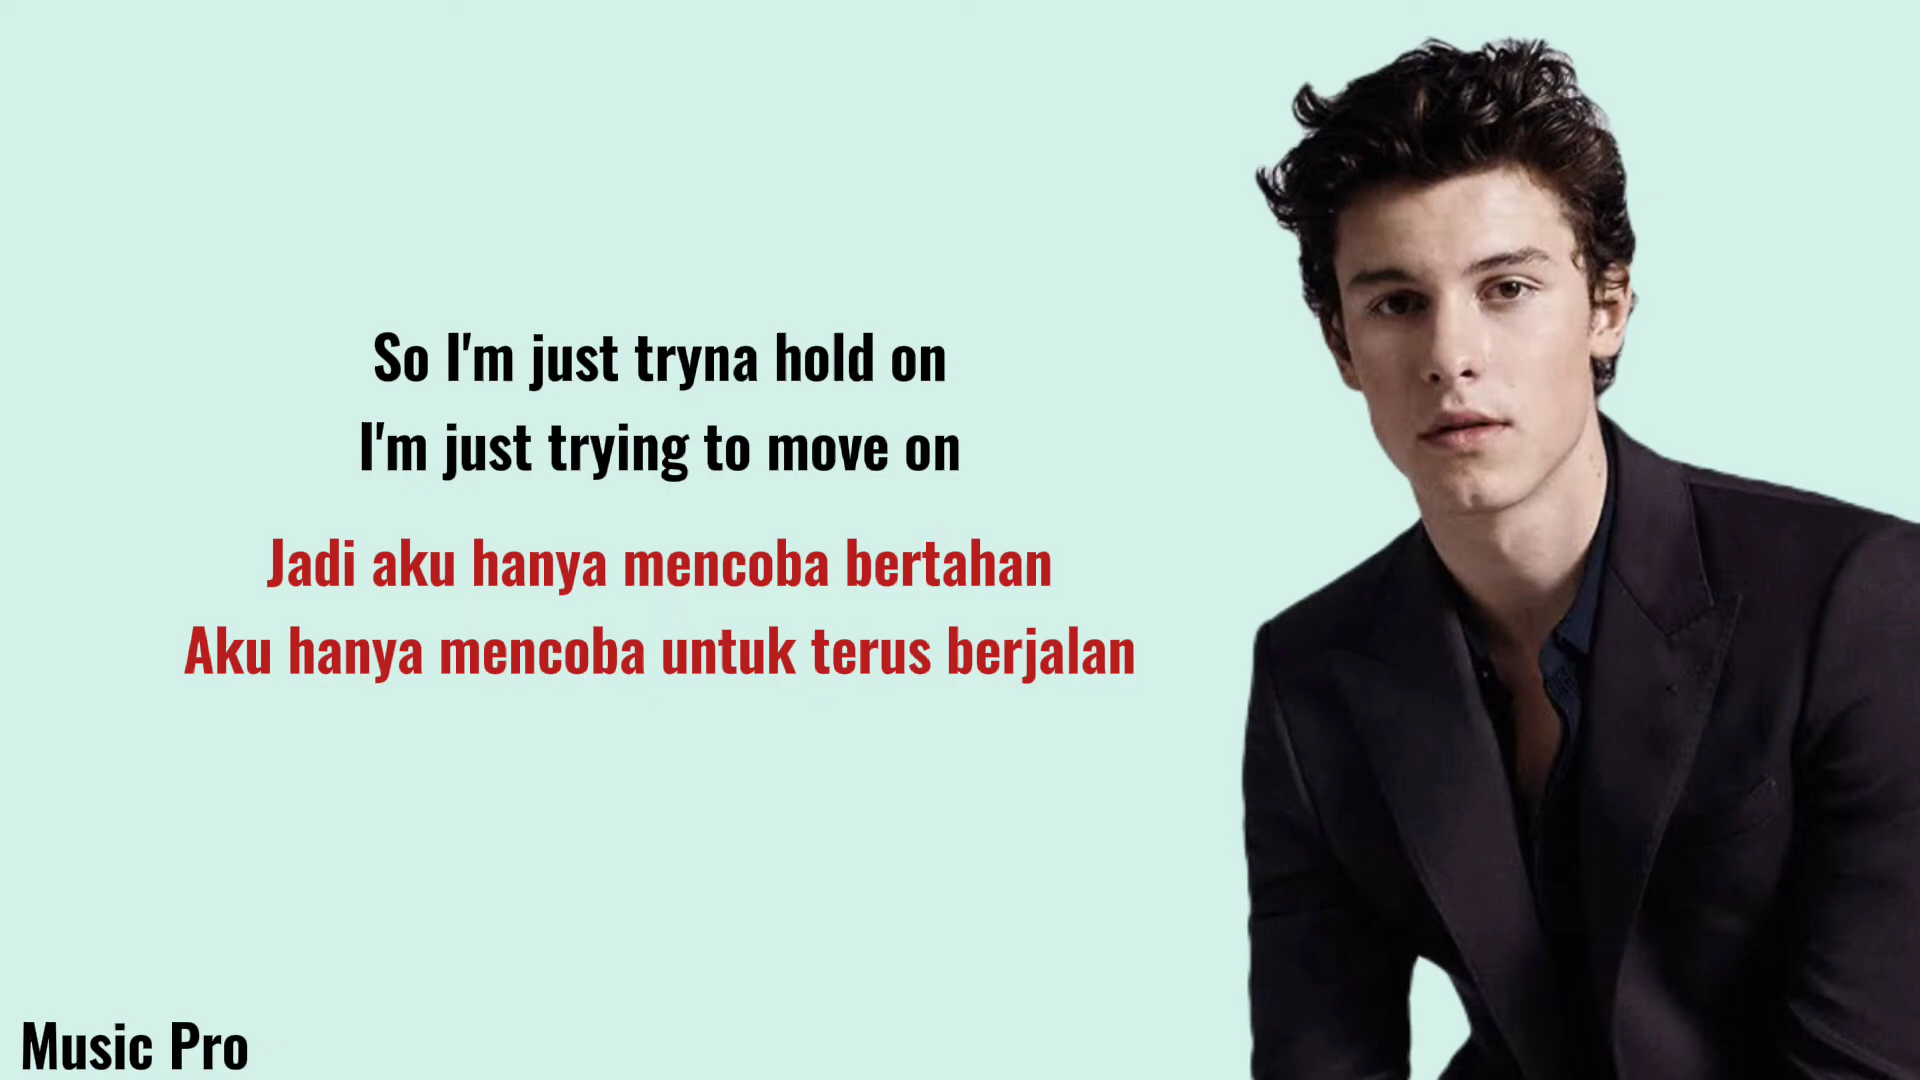 So I'm just tryna hold on
I'm just trying to move on
Jadi aku hanya mencoba bertahan
Aku hanya mencoba untuk terus berjalan
Music Pro